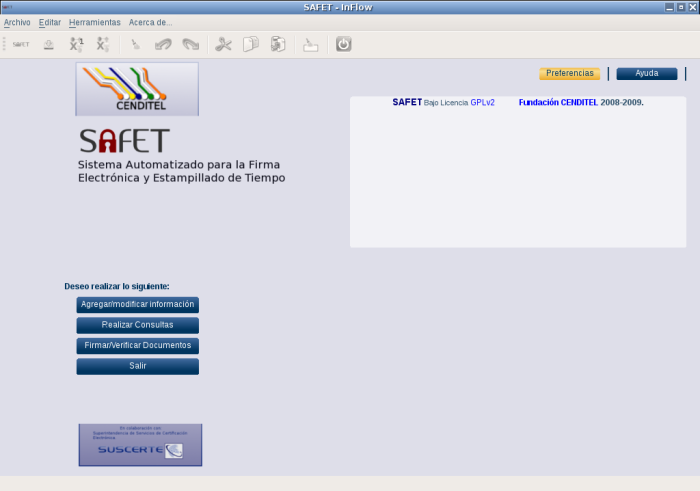 SAFET - InFlow
Archivo Editar Herramientas Acerca de...
SAFET
Preferencias
Ayuda
CENDITEL
SAFET Bajo Licencia GPLv2 Fundación CENDITEL 2008-2009.
SAFET
Sistema Automatizado para la Firma
Electrónica y Estampillado de Tiempo
Deseo realizar lo siguiente:
Agregar/modificar información
Realizar Consultas
Firmar/Verificar Documentos
Salir
En colaboración con
Superintendencia de Servicios de Certificación
Electrónica
SUSCERTE